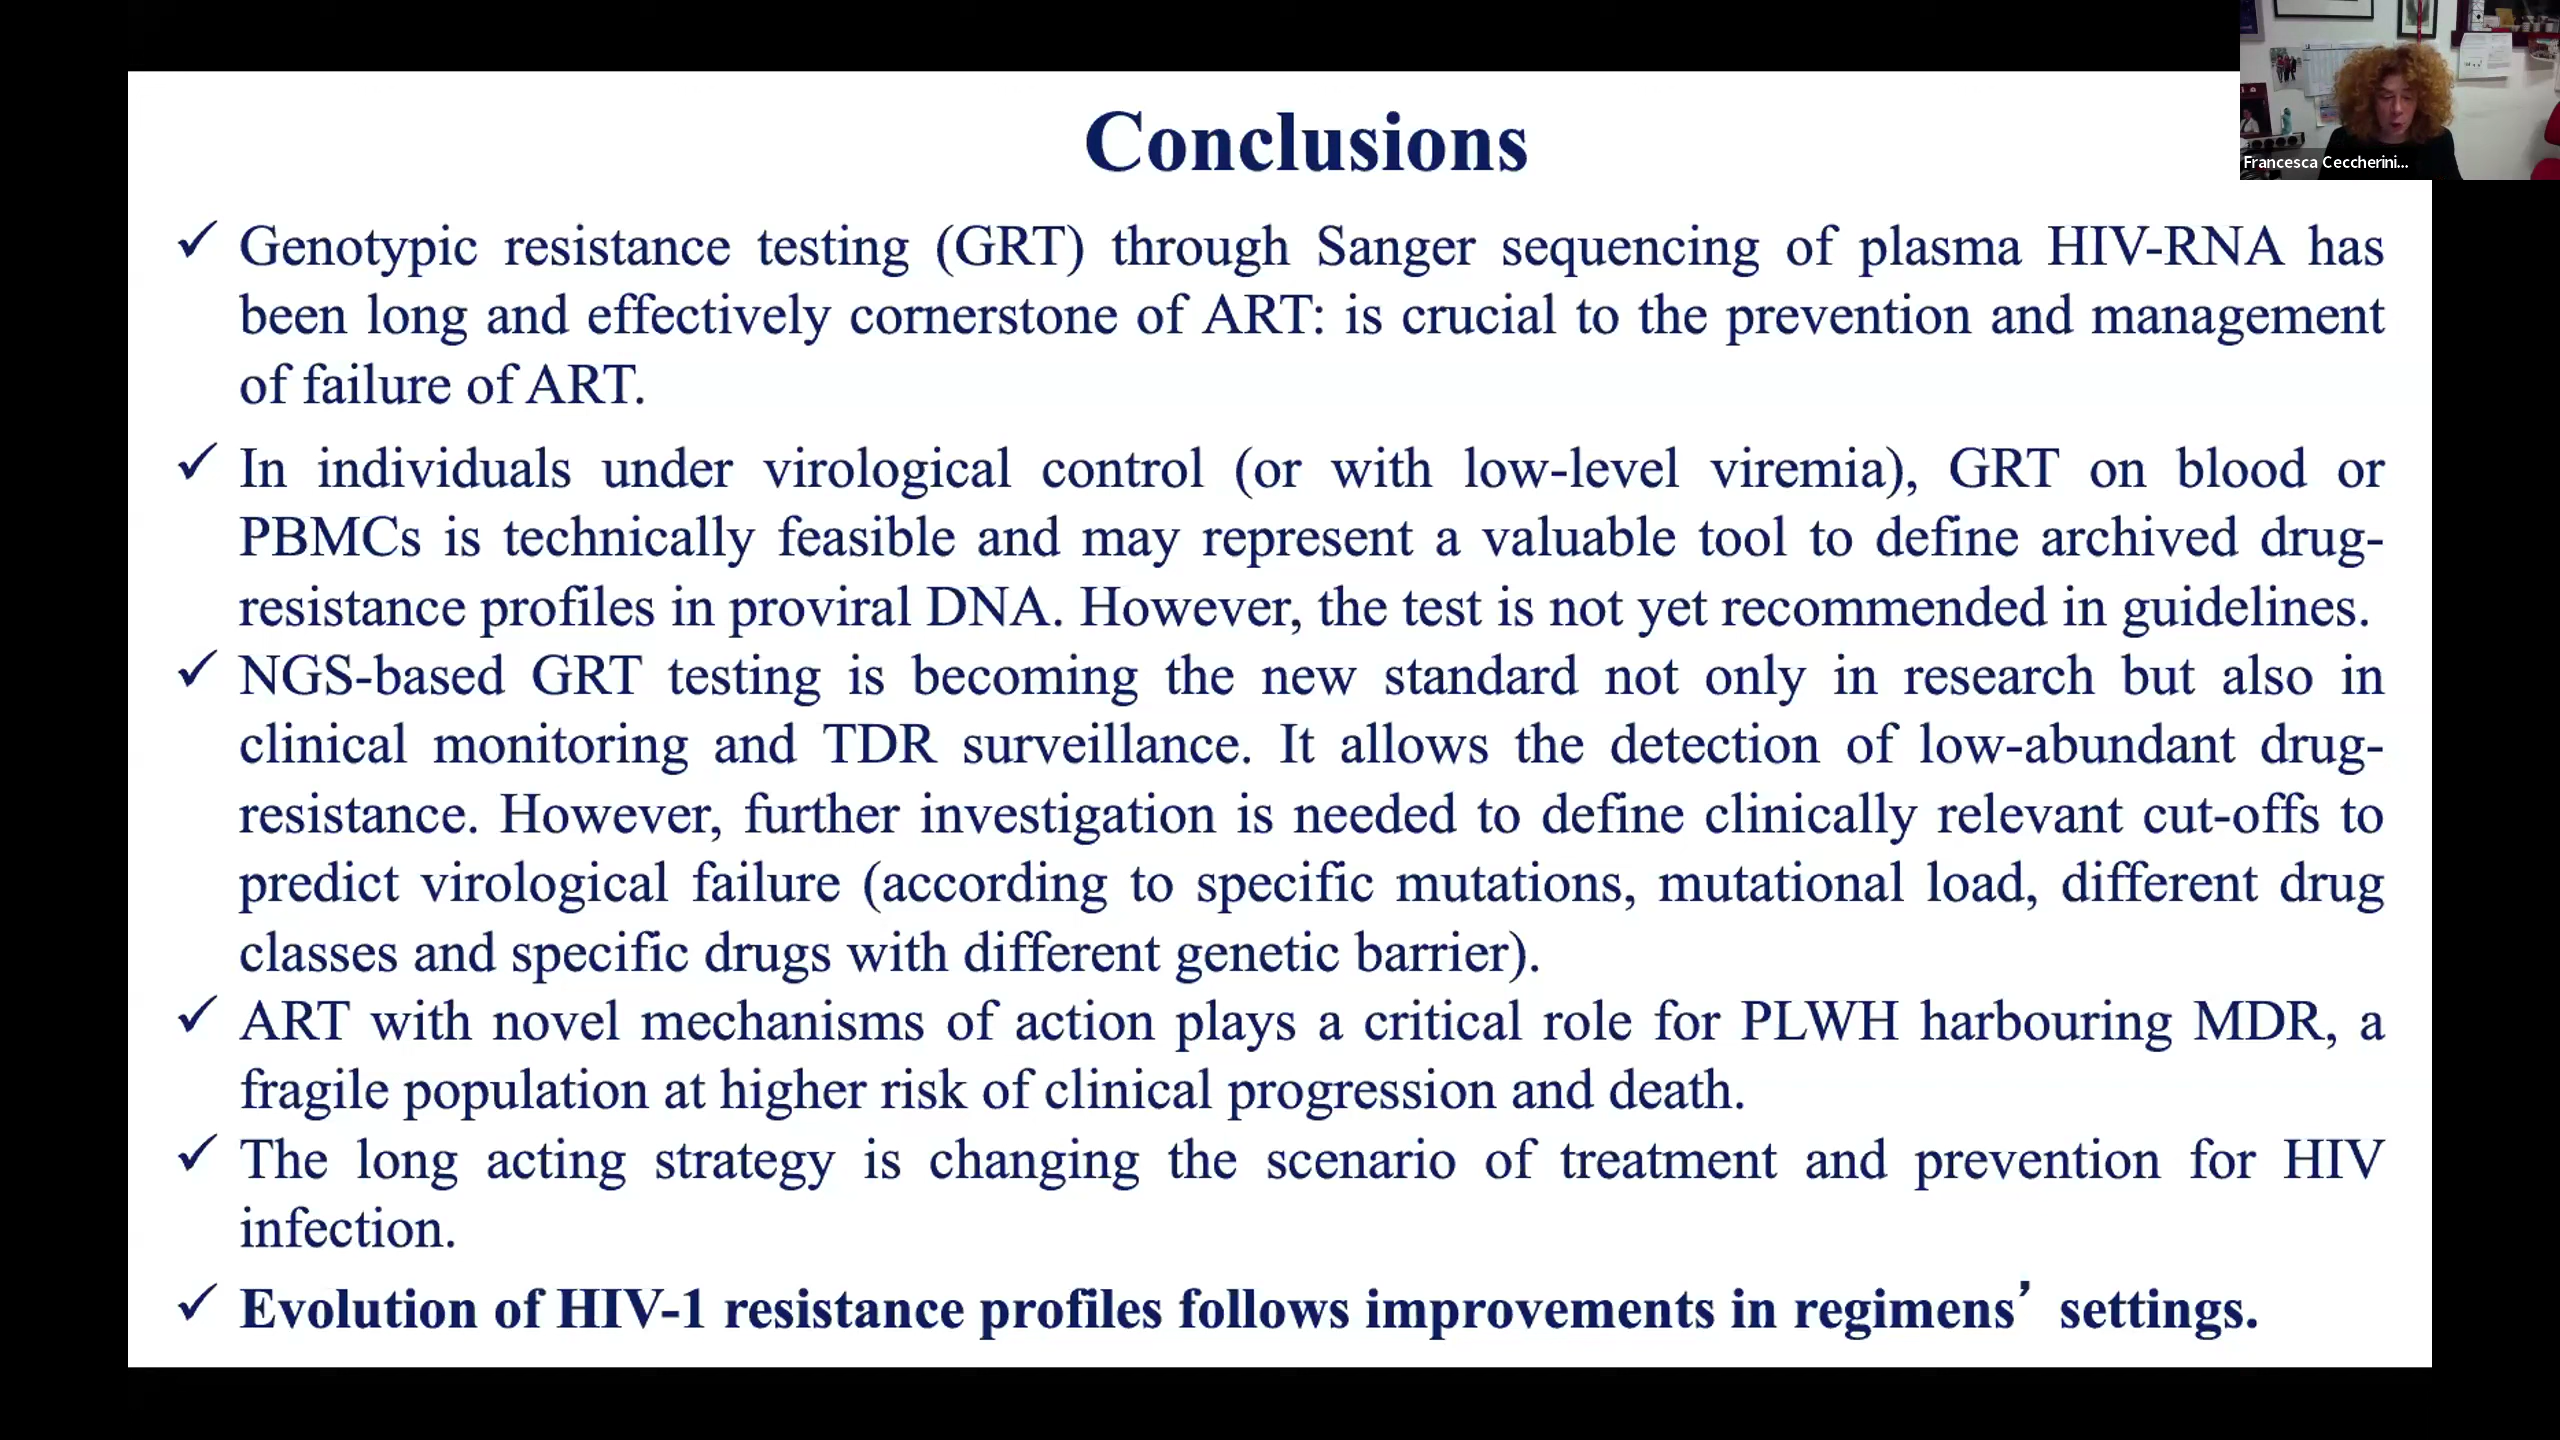 Conclusions
Francesca Ceccherini...
✓ Genotypic resistance testing (GRT) through Sanger sequencing of plasma HIV-RNA has
been long and effectively cornerstone of ART: is crucial to the prevention and management
of failure of ART.
✓ In individuals under virological control (or with low-level viremia), GRT on blood or
PBMCs is technically feasible and may represent a valuable tool to define archived drug-
resistance profiles in proviral DNA. However, the test is not yet recommended in guidelines.
✓ NGS-based GRT testing is becoming the new standard not only in research but also in
clinical monitoring and TDR surveillance. It allows the detection of low-abundant drug-
resistance. However, further investigation is needed to define clinically relevant cut-offs to
predict virological failure (according to specific mutations, mutational load, different drug
classes and specific drugs with different genetic barrier).
✓ ART with novel mechanisms of action plays a critical role for PLWH harbouring MDR, a
fragile population at higher risk of clinical progression and death.
✓ The long acting strategy is changing the scenario of treatment and prevention for HIV
infection.
✓ Evolution of HIV-1 resistance profiles follows improvements in regimens’ settings.